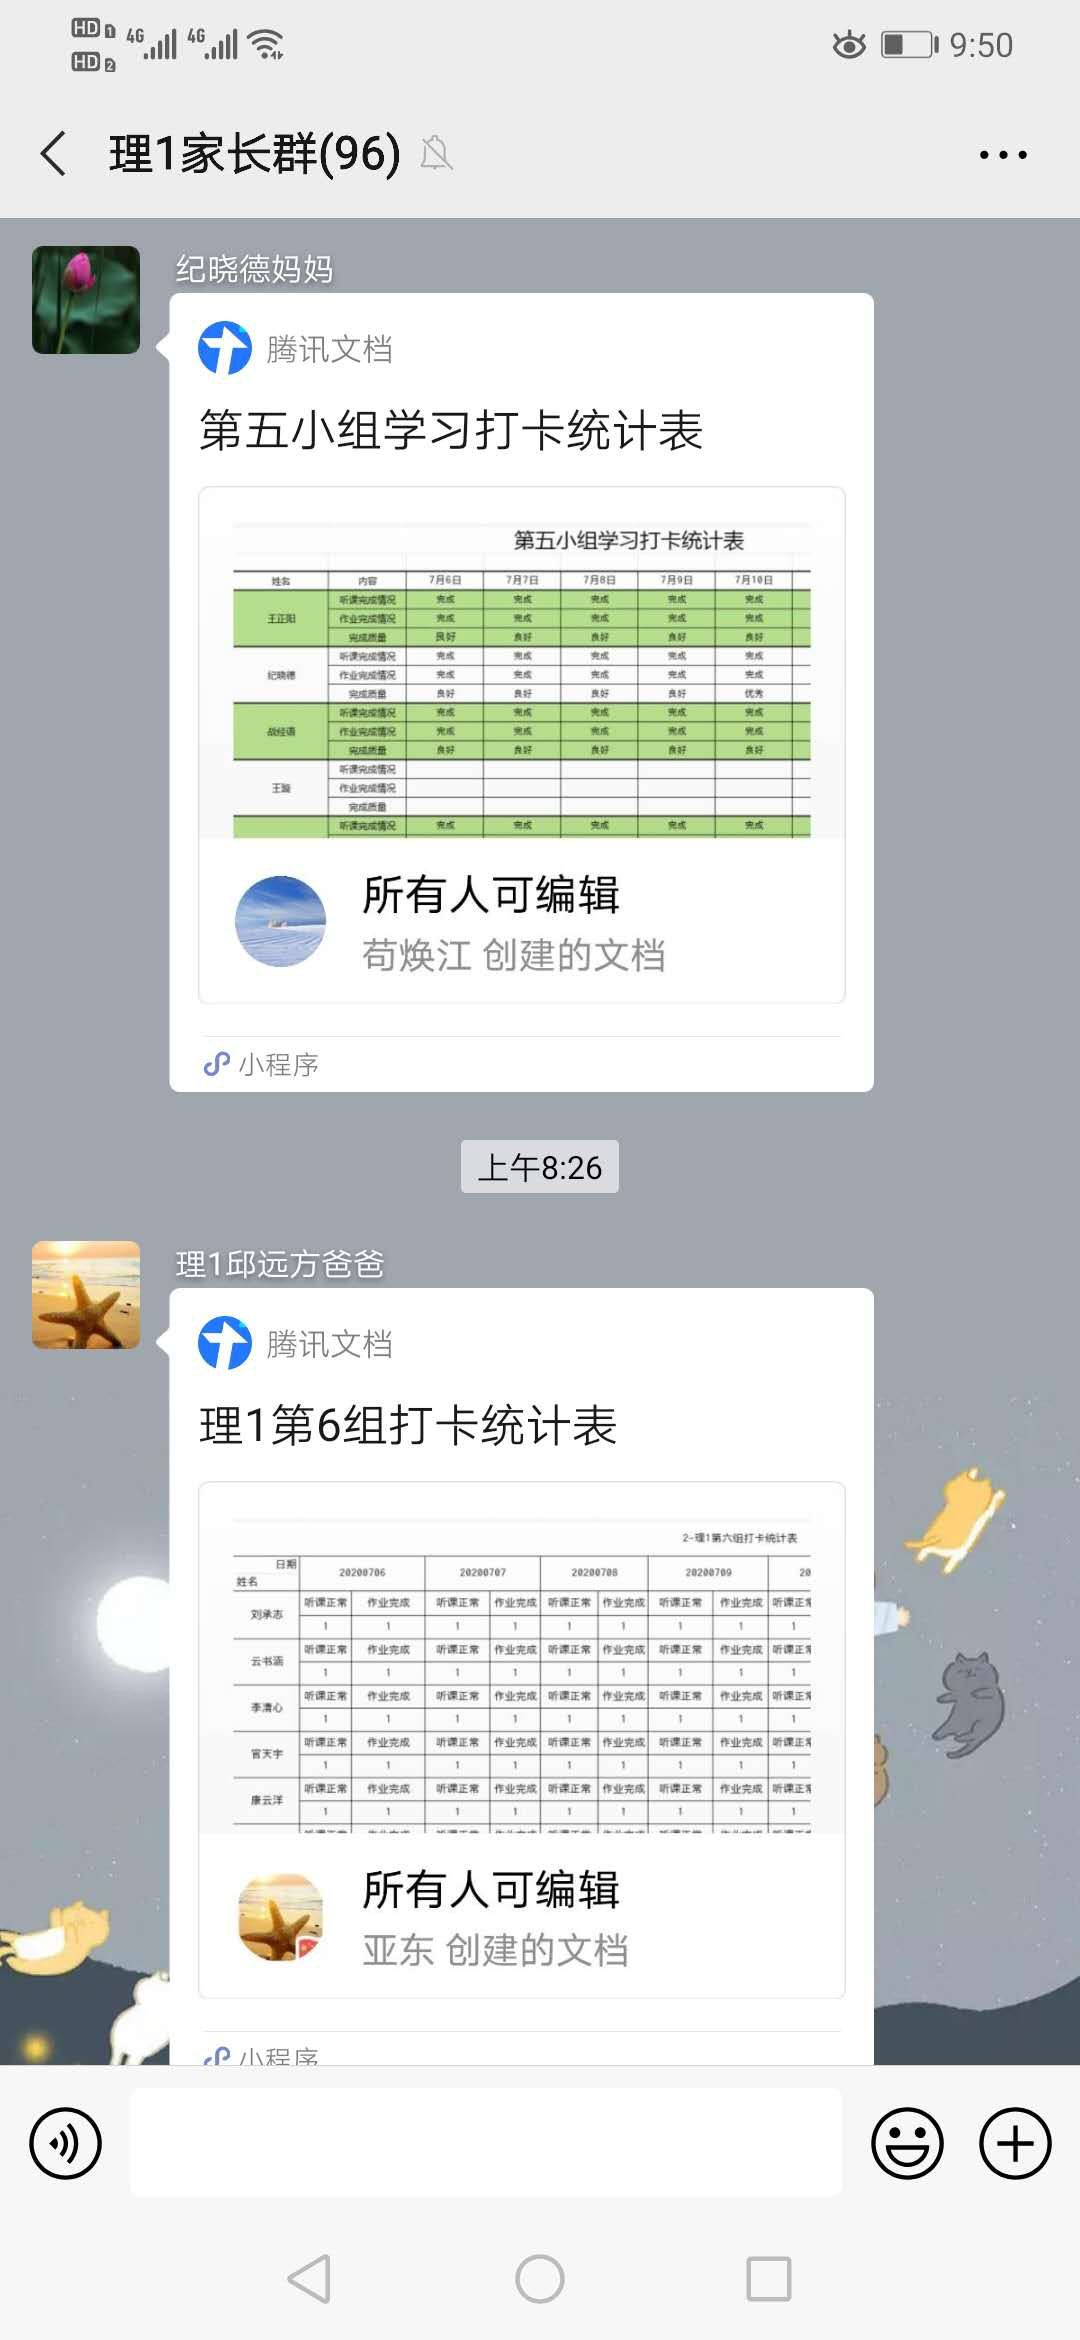 HD 1 4G 4G
HD 2
9:50
理1家长群(96)
纪晓德妈妈
腾讯文档
第五小组学习打卡统计表
第五小组学习打卡统计表
姓名 内容 7月6日 7月7日 7月8日 7月9日 7月10日
听课完成情况 完成 完成 完成 完成 完成
王正阳 作业完成情况 完成 完成 完成 完成 完成
完成质量 良好 良好 良好 良好 良好
听课完成情况 完成 完成 完成 完成 完成
纪晓德 作业完成情况 完成 完成 完成 完成 完成
完成质量 良好 良好 良好 良好 优秀
听课完成情况 完成 完成 完成 完成 完成
战经语 作业完成情况 完成 完成 完成 完成 完成
完成质量 良好 良好 良好 良好 良好
听课完成情况
作业完成情况
完成质量
听课完成情况 完成 完成 完成 完成 完成
所有人可编辑
苟焕江 创建的文档
小程序
上午8:26
理1邱远方爸爸
腾讯文档
理1第6组打卡统计表
2-理1第六组打卡统计表
日期 20200706 20200707 20200708 20200709 20
姓名
听课正常 作业完成 听课正常 作业完成 听课正常 作业完成 听课正常 作业完成 听课正常
刘承志
1 1 1 1 1 1 1 1 1
听课正常 作业完成 听课正常 作业完成 听课正常 作业完成 听课正常 作业完成 听课正常
云书涵
1 1 1 1 1 1 1 1 1
听课正常 作业完成 听课正常 作业完成 听课正常 作业完成 听课正常 作业完成 听课正常
李清心
1 1 1 1 1 1 1 1 1
听课正常 作业完成 听课正常 作业完成 听课正常 作业完成 听课正常 作业完成 听课正常
官天宇
1 1 1 1 1 1 1 1 1
听课正常 作业完成 听课正常 作业完成 听课正常 作业完成 听课正常 作业完成 听课正常
康云洋
1 1 1 1 1 1 1 1 1
所有人可编辑
亚东 创建的文档
小程序